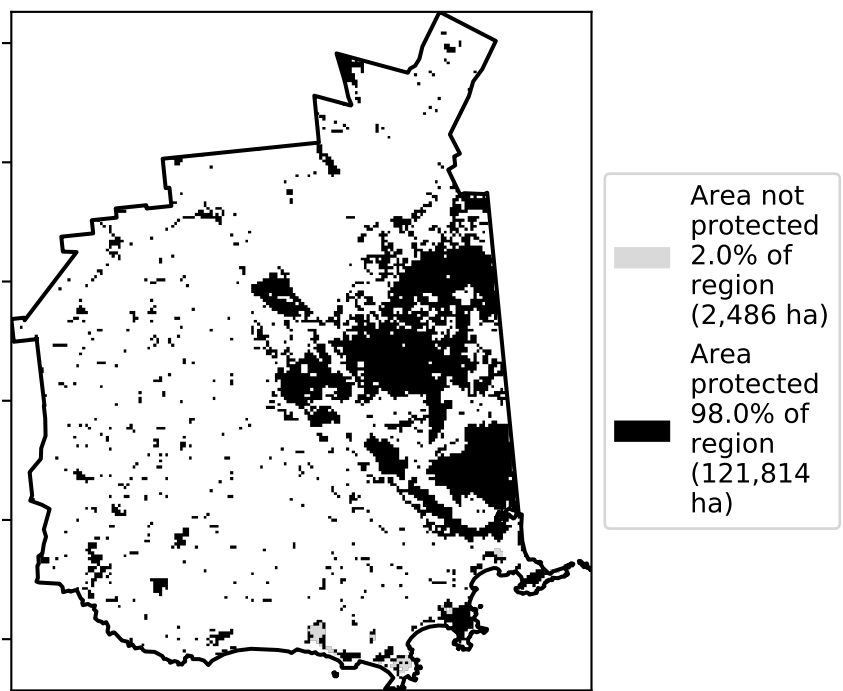 Area not
protected
2.0% of
region
(2,486 ha)
Area
protected
98.0% of
region
(121,814
ha)